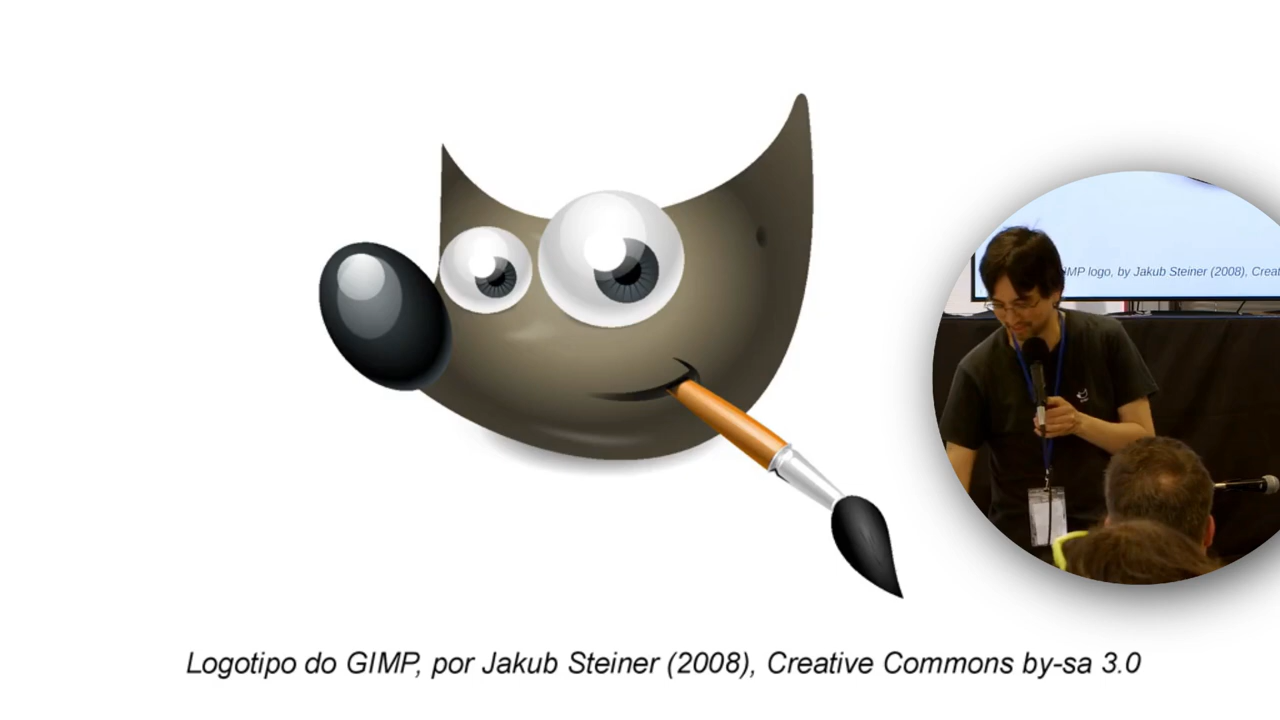 IMP logo, by Jakub Steiner (2008), Creat
Logotipo do GIMP, por Jakub Steiner (2008), Creative Commons by-sa 3.0